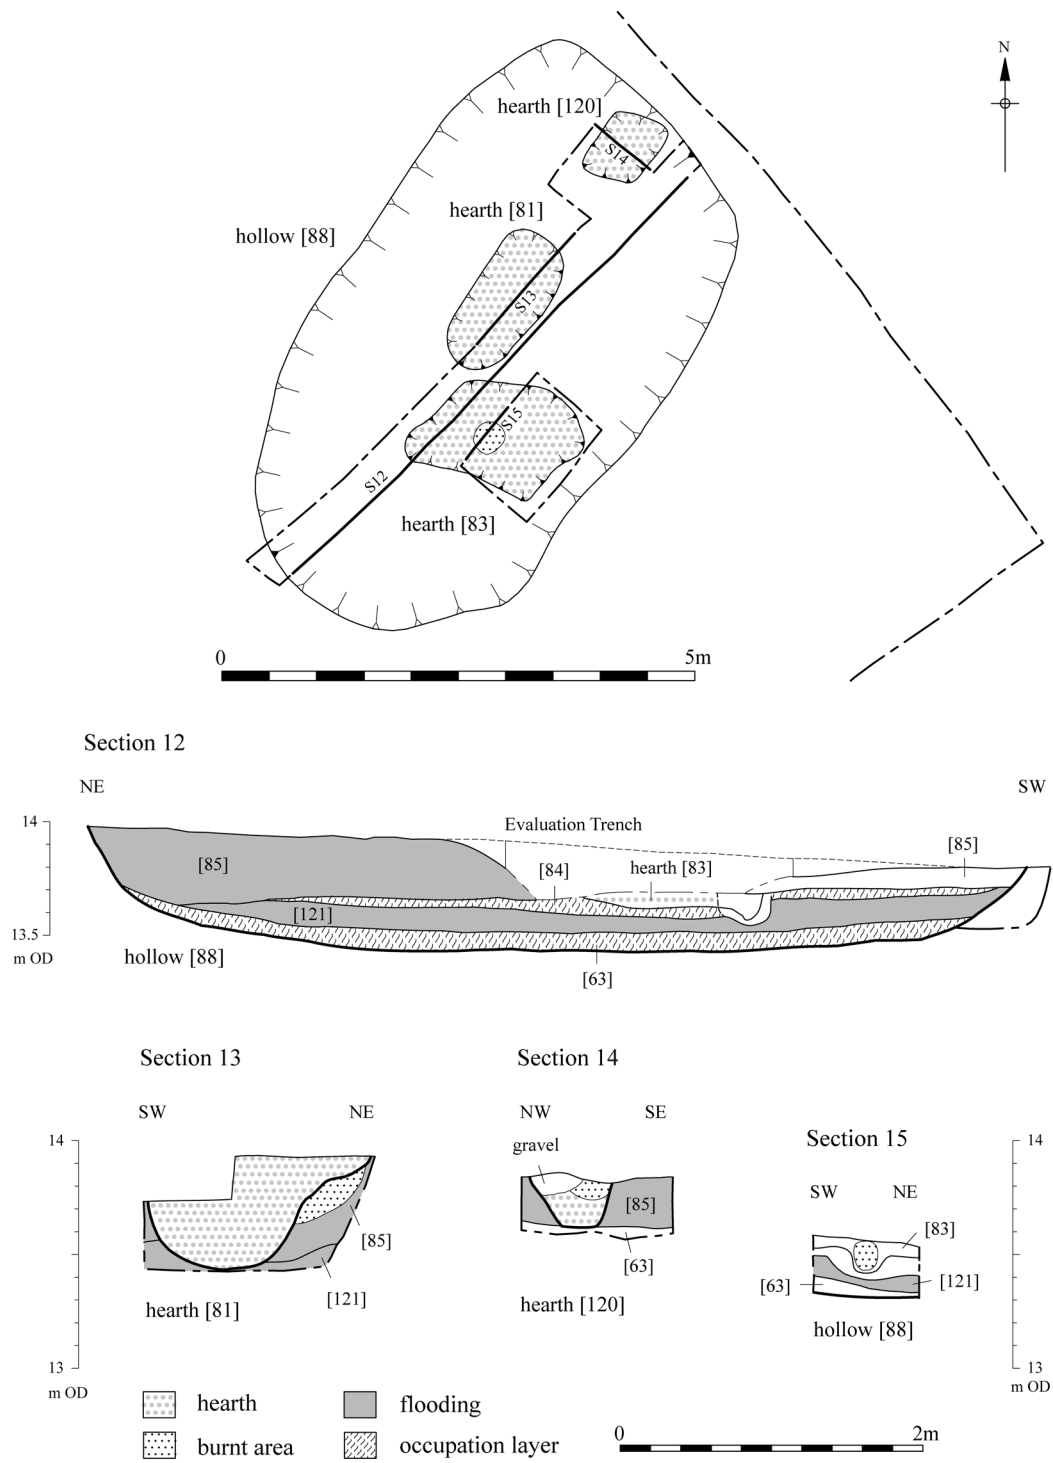 N
hearth [120]
S14
hearth [81]
hollow [88]
S13
S15
S12
hearth [83]
0 5m
Section 12
NE SW
14
Evaluation Trench
[85]
[85]
[84]
hearth [83]
[121]
13.5
m OD
hollow [88]
[63]
Section 13
Section 14
SW NE
NW SE
14
gravel
Section 15
14
SW NE
[85]
[83]
[85]
[63]
[63]
[121]
[121]
hearth [81]
hearth [120]
hollow [88]
13
m OD
13
m OD
hearth
flooding
burnt area
occupation layer
0 2m